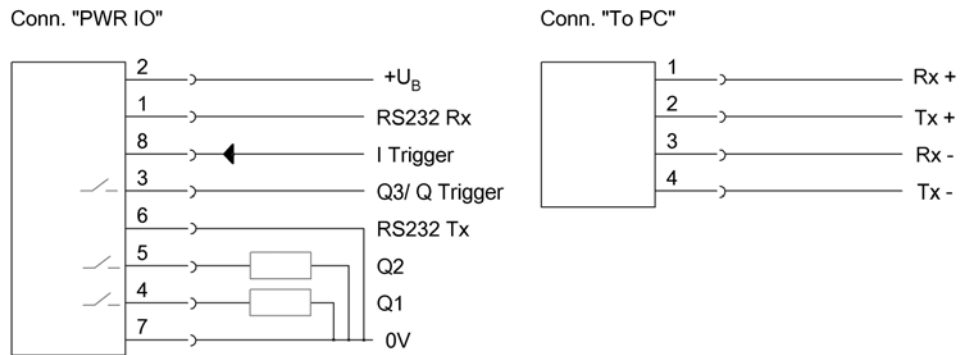 Conn. "PWR IO"
2 +U_B
1 RS232 Rx
8 I Trigger
3 Q3/ Q Trigger
6 RS232 Tx
5 Q2
4 Q1
7 0V
Conn. "To PC"
1 Rx +
2 Tx +
3 Rx -
4 Tx -